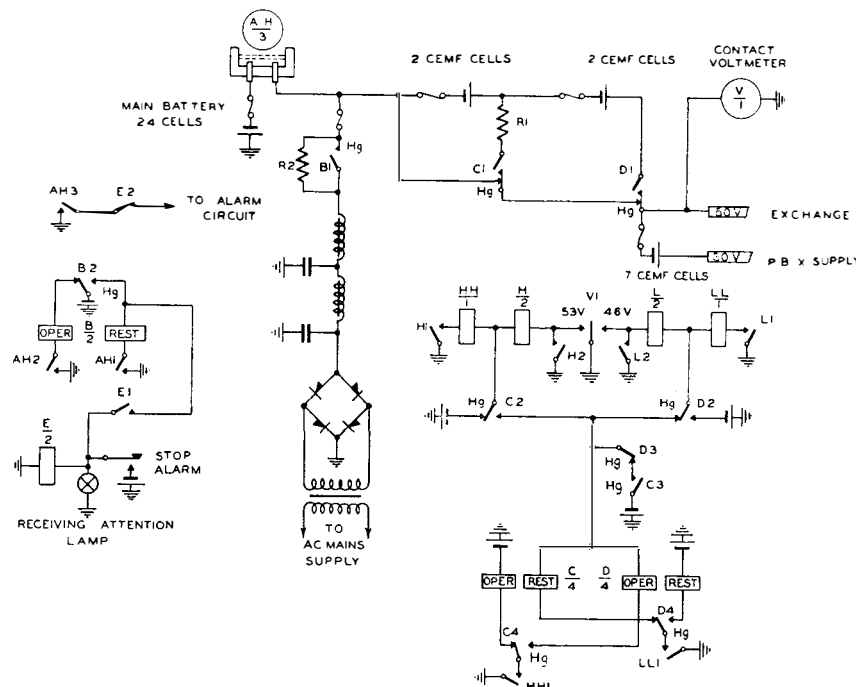 A H
3
2 CEMF CELLS
2 CEMF CELLS
CONTACT
VOLTMETER
V
1
MAIN BATTERY
24 CELLS
Hg
R2
B1
R1
C1
Hg
D1
Hg
50 V
EXCHANGE
50 V
P B X SUPPLY
7 CEMF CELLS
AH3
E2
TO ALARM
CIRCUIT
B2
Hg
OPER
B
2
REST
AH2
AH1
E1
E
2
STOP
ALARM
RECEIVING ATTENTION
LAMP
TO
AC MAINS
SUPPLY
HH
1
H
2
53V
V1
46V
L
2
LL
1
H1
H2
L2
L1
Hg
C2
Hg
D2
D3
Hg
Hg
C3
OPER
REST
C
4
D
4
OPER
REST
C4
Hg
D4
Hg
LL1
HH1